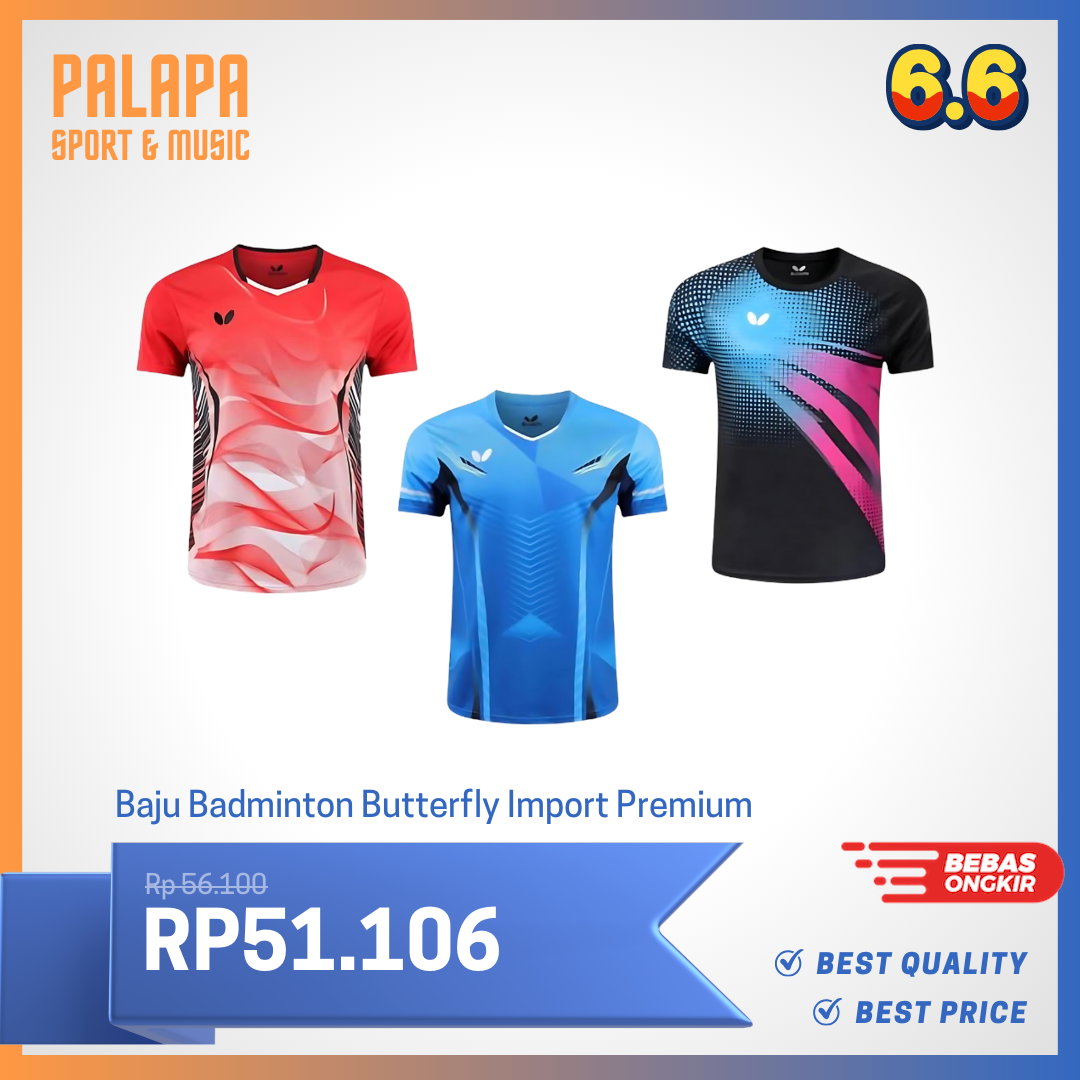 PALAPA
SPORT & MUSIC
6.6
Baju Badminton Butterfly Import Premium
Rp 56.100
RP51.106
BEBAS
ONGKIR
BEST QUALITY
BEST PRICE